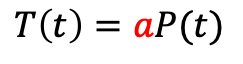 T(t) = aP(t)